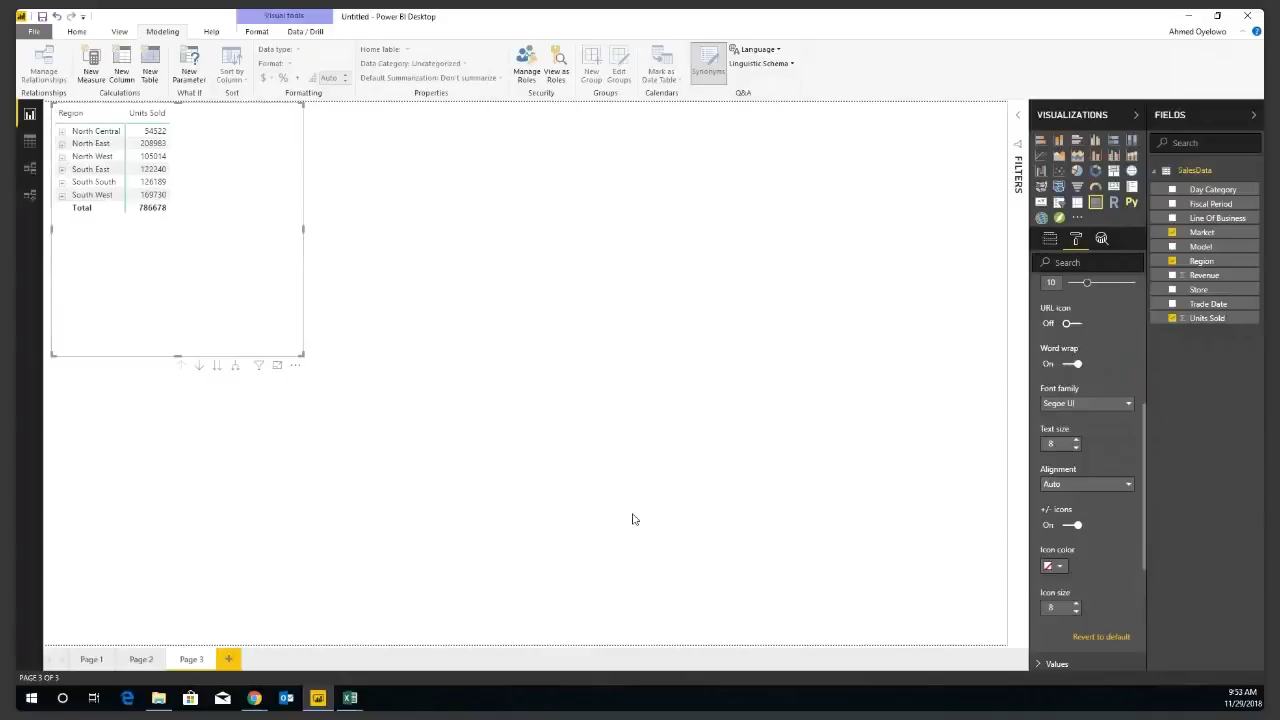 Visual tools
Untitled - Power BI Desktop
File
Home
View
Modeling
Help
Format
Data / Drill
Ahmed Oyelowo
Manage Relationships
New Measure
New Column
New Table
New Parameter
Sort by Column
Data type:
Format:
$ % , Auto
Home Table:
Data Category: Uncategorized
Default Summarization: Don't summarize
Manage Roles
View as Roles
New Group
Edit Groups
Mark as Date Table
Synonyms
Language
Linguistic Schema
Relationships
Calculations
What If
Sort
Formatting
Properties
Security
Groups
Calendars
Q&A
Region Units Sold
North Central 54522
North East 208983
North West 105014
South East 122240
South South 126189
South West 169730
Total 786678
FILTERS
VISUALIZATIONS
R Py
Search
10
URL icon
Off
Word wrap
On
Font family
Segoe UI
Text size
8
Alignment
Auto
+/- icons
On
Icon color
Icon size
8
Revert to default
Values
FIELDS
Search
SalesData
Day Category
Fiscal Period
Line Of Business
Market
Model
Region
Σ Revenue
Store
Trade Date
Σ Units Sold
Page 1
Page 2
Page 3
+
PAGE 3 OF 3
9:53 AM
11/29/2018